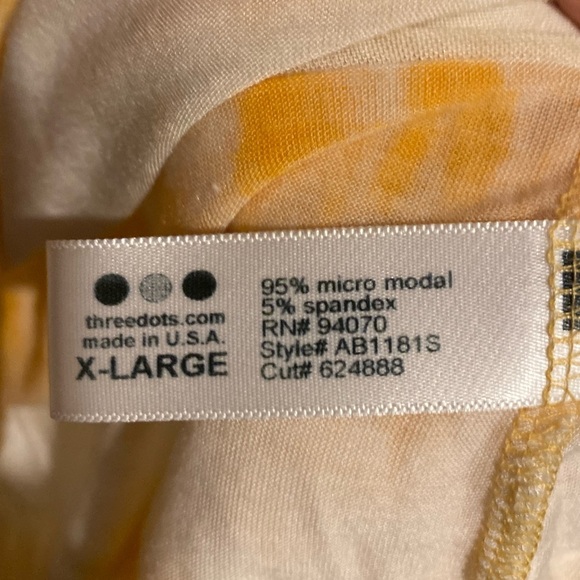 threedots.com
made in U.S.A.
X-LARGE
95% micro modal
5% spandex
RN# 94070
Style# AB1181S
Cut# 624888